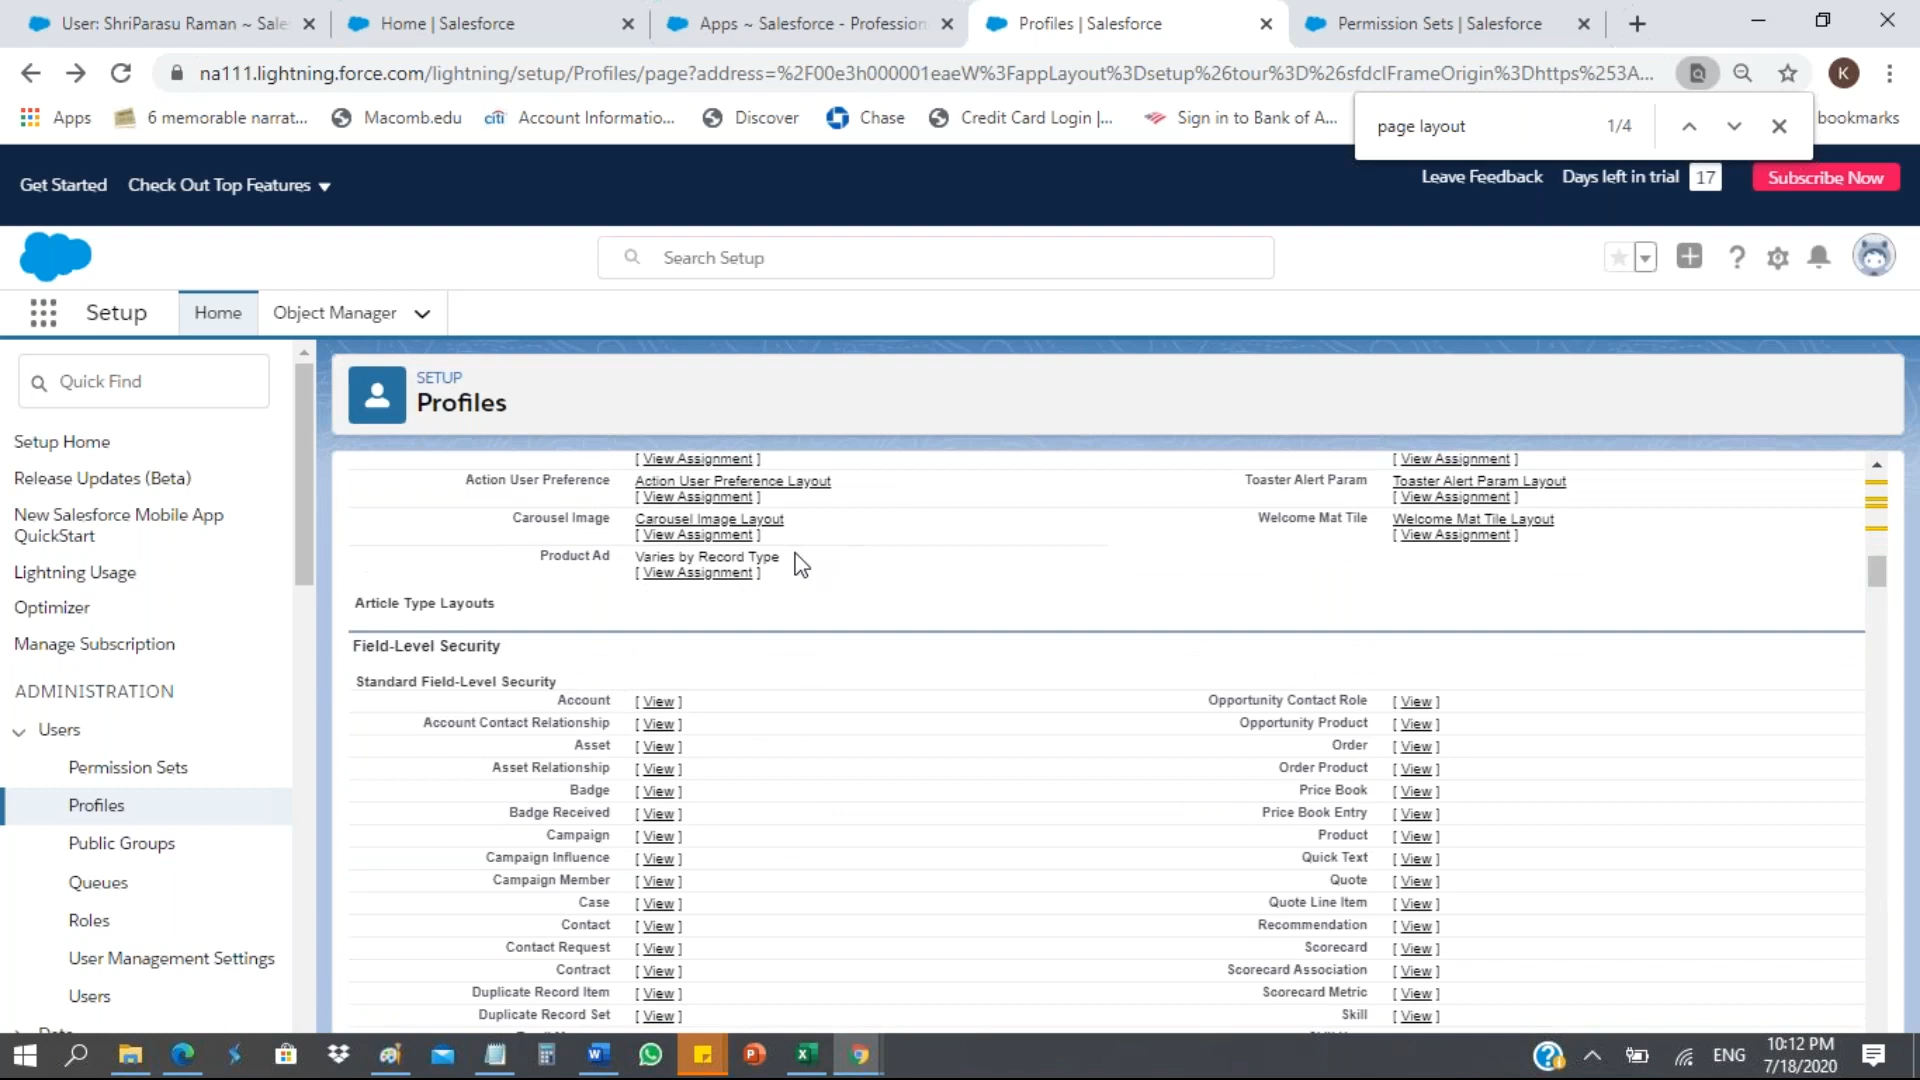 User: ShriParasu Raman ~ Sale
Home | Salesforce
Apps ~ Salesforce - Profession
Profiles | Salesforce
Permission Sets | Salesforce
na111.lightning.force.com/lightning/setup/Profiles/page?address=%2F00e3h000001eaeW%3FappLayout%3Dsetup%26tour%3D%26sfdcIFrameOrigin%3Dhttps%253A...
K
Apps
6 memorable narrat...
Macomb.edu
citi
Account Informatio...
Discover
Chase
Credit Card Login |...
Sign in to Bank of A...
bookmarks
page layout
1/4
Get Started
Check Out Top Features
Leave Feedback
Days left in trial
17
Subscribe Now
Search Setup
Setup
Home
Object Manager
Quick Find
Setup Home
Release Updates (Beta)
New Salesforce Mobile App
QuickStart
Lightning Usage
Optimizer
Manage Subscription
ADMINISTRATION
Users
Permission Sets
Profiles
Public Groups
Queues
Roles
User Management Settings
Users
SETUP
Profiles
[ View Assignment ] [ View Assignment ]
Action User Preference Action User Preference Layout Toaster Alert Param Toaster Alert Param Layout
[ View Assignment ] [ View Assignment ]
Carousel Image Carousel Image Layout Welcome Mat Tile Welcome Mat Tile Layout
[ View Assignment ] [ View Assignment ]
Product Ad Varies by Record Type
[ View Assignment ]
Article Type Layouts
Field-Level Security
Standard Field-Level Security
Account [ View ] Opportunity Contact Role [ View ]
Account Contact Relationship [ View ] Opportunity Product [ View ]
Asset [ View ] Order [ View ]
Asset Relationship [ View ] Order Product [ View ]
Badge [ View ] Price Book [ View ]
Badge Received [ View ] Price Book Entry [ View ]
Campaign [ View ] Product [ View ]
Campaign Influence [ View ] Quick Text [ View ]
Campaign Member [ View ] Quote [ View ]
Case [ View ] Quote Line Item [ View ]
Contact [ View ] Recommendation [ View ]
Contact Request [ View ] Scorecard [ View ]
Contract [ View ] Scorecard Association [ View ]
Duplicate Record Item [ View ] Scorecard Metric [ View ]
Duplicate Record Set [ View ] Skill [ View ]
ENG
10:12 PM
7/18/2020